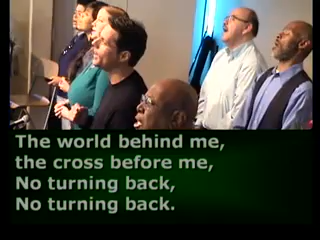 The world behind me,
the cross before me,
No turning back,
No turning back.